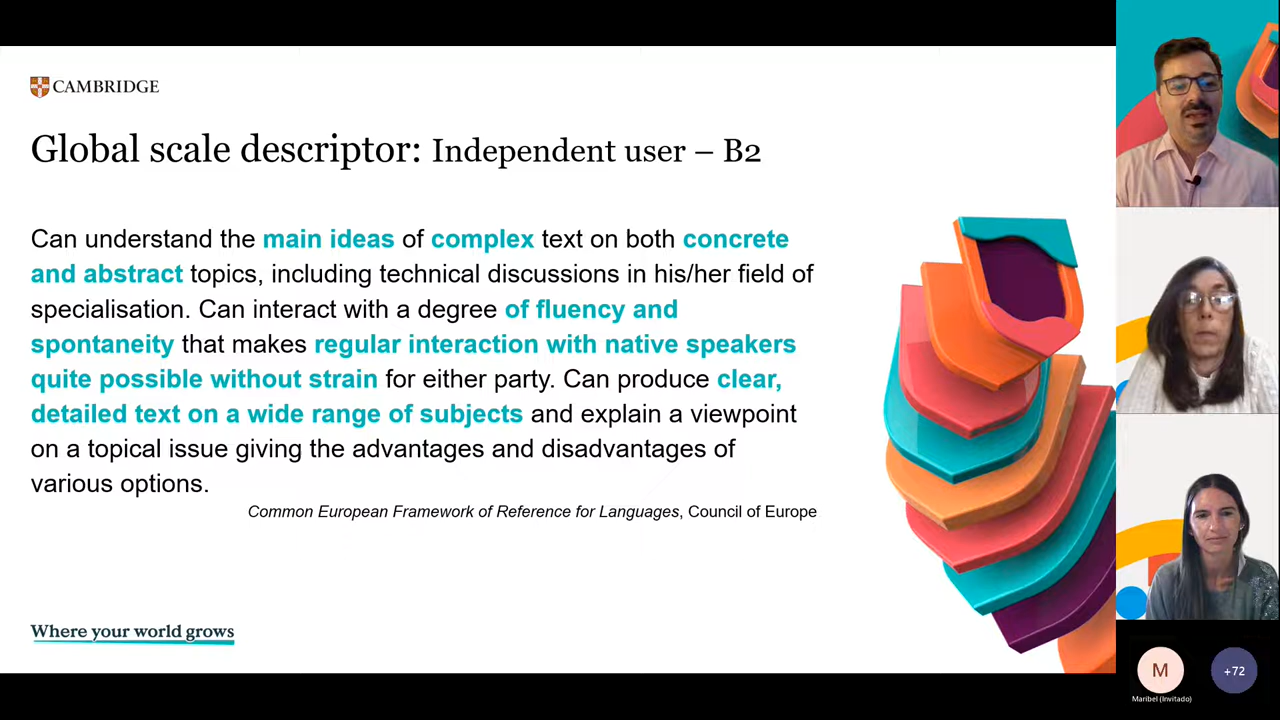 CAMBRIDGE
Global scale descriptor: Independent user – B2
Can understand the main ideas of complex text on both concrete
and abstract topics, including technical discussions in his/her field of
specialisation. Can interact with a degree of fluency and
spontaneity that makes regular interaction with native speakers
quite possible without strain for either party. Can produce clear,
detailed text on a wide range of subjects and explain a viewpoint
on a topical issue giving the advantages and disadvantages of
various options.
Common European Framework of Reference for Languages, Council of Europe
Where your world grows
M
+72
Maribel (Invitado)